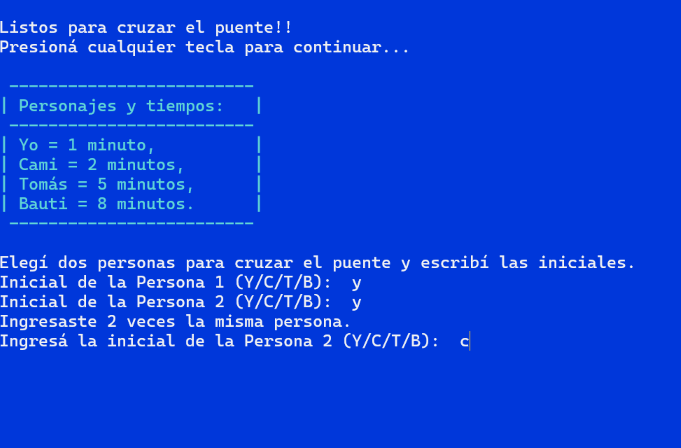 Listos para cruzar el puente!!
Presioná cualquier tecla para continuar...
-------------------------
| Personajes y tiempos:   |
-------------------------
| Yo = 1 minuto,          |
| Cami = 2 minutos,       |
| Tomás = 5 minutos,      |
| Bauti = 8 minutos.      |
-------------------------
Elegí dos personas para cruzar el puente y escribí las iniciales.
Inicial de la Persona 1 (Y/C/T/B):  y
Inicial de la Persona 2 (Y/C/T/B):  y
Ingresaste 2 veces la misma persona.
Ingresá la inicial de la Persona 2 (Y/C/T/B):  c